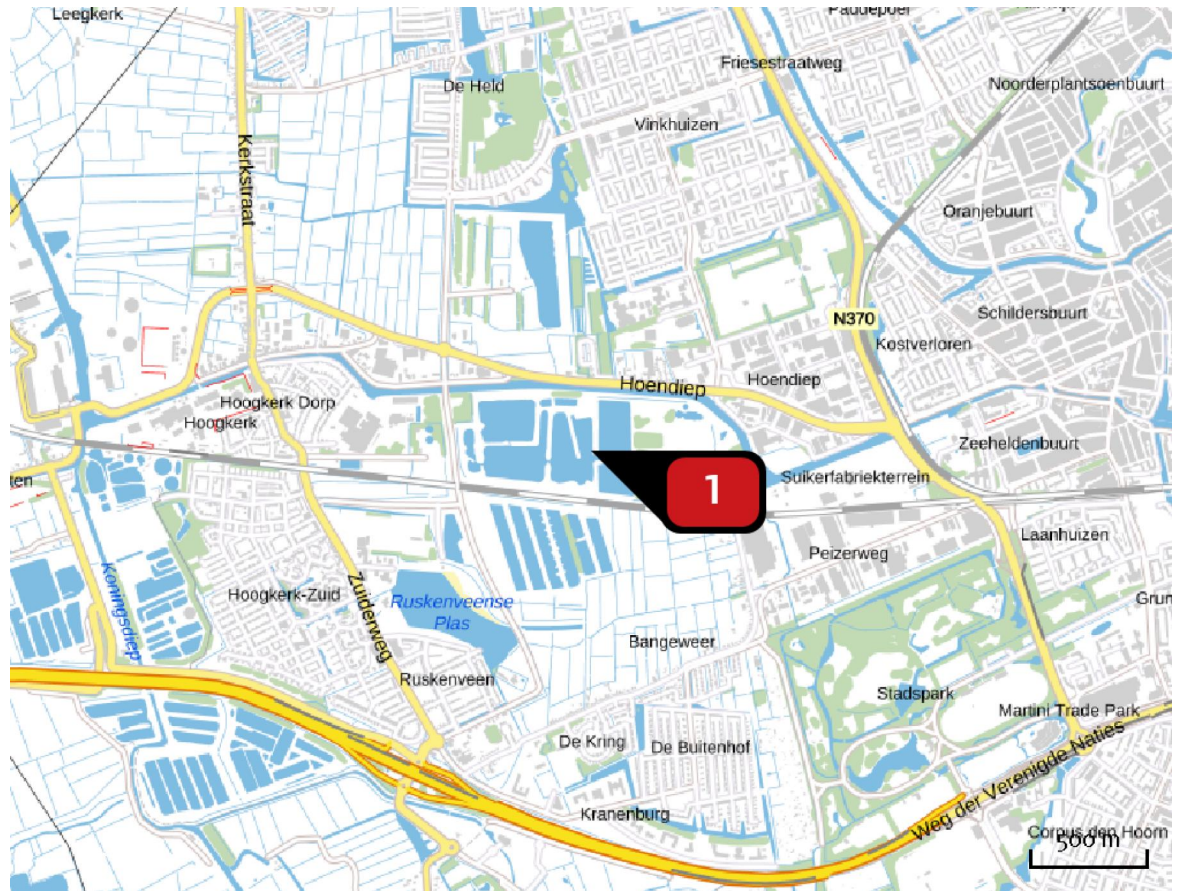 Leegkerk
Paddepoel
Friesestraatweg
De Held
Noorderplantsoenbuurt
Vinkhuizen
Kerkstraat
Oranjebuurt
Schildersbuurt
N370
Kostverloren
Hoendiep
Hoendiep
Hoogkerk Dorp
Hoogkerk
Zeeheldenbuurt
Suikerfabriekterrein
1
ten
Laanhuizen
Peizerweg
Koningsdiep
Hoogkerk-Zuid
Zuiderweg
Ruskenveense
Plas
Grun
Bangeweer
Ruskenveen
Stadspark
Martini Trade Park
De Kring
De Buitenhof
Weg der Verenigde Naties
Kranenburg
Corpus den Hoorn
500 m